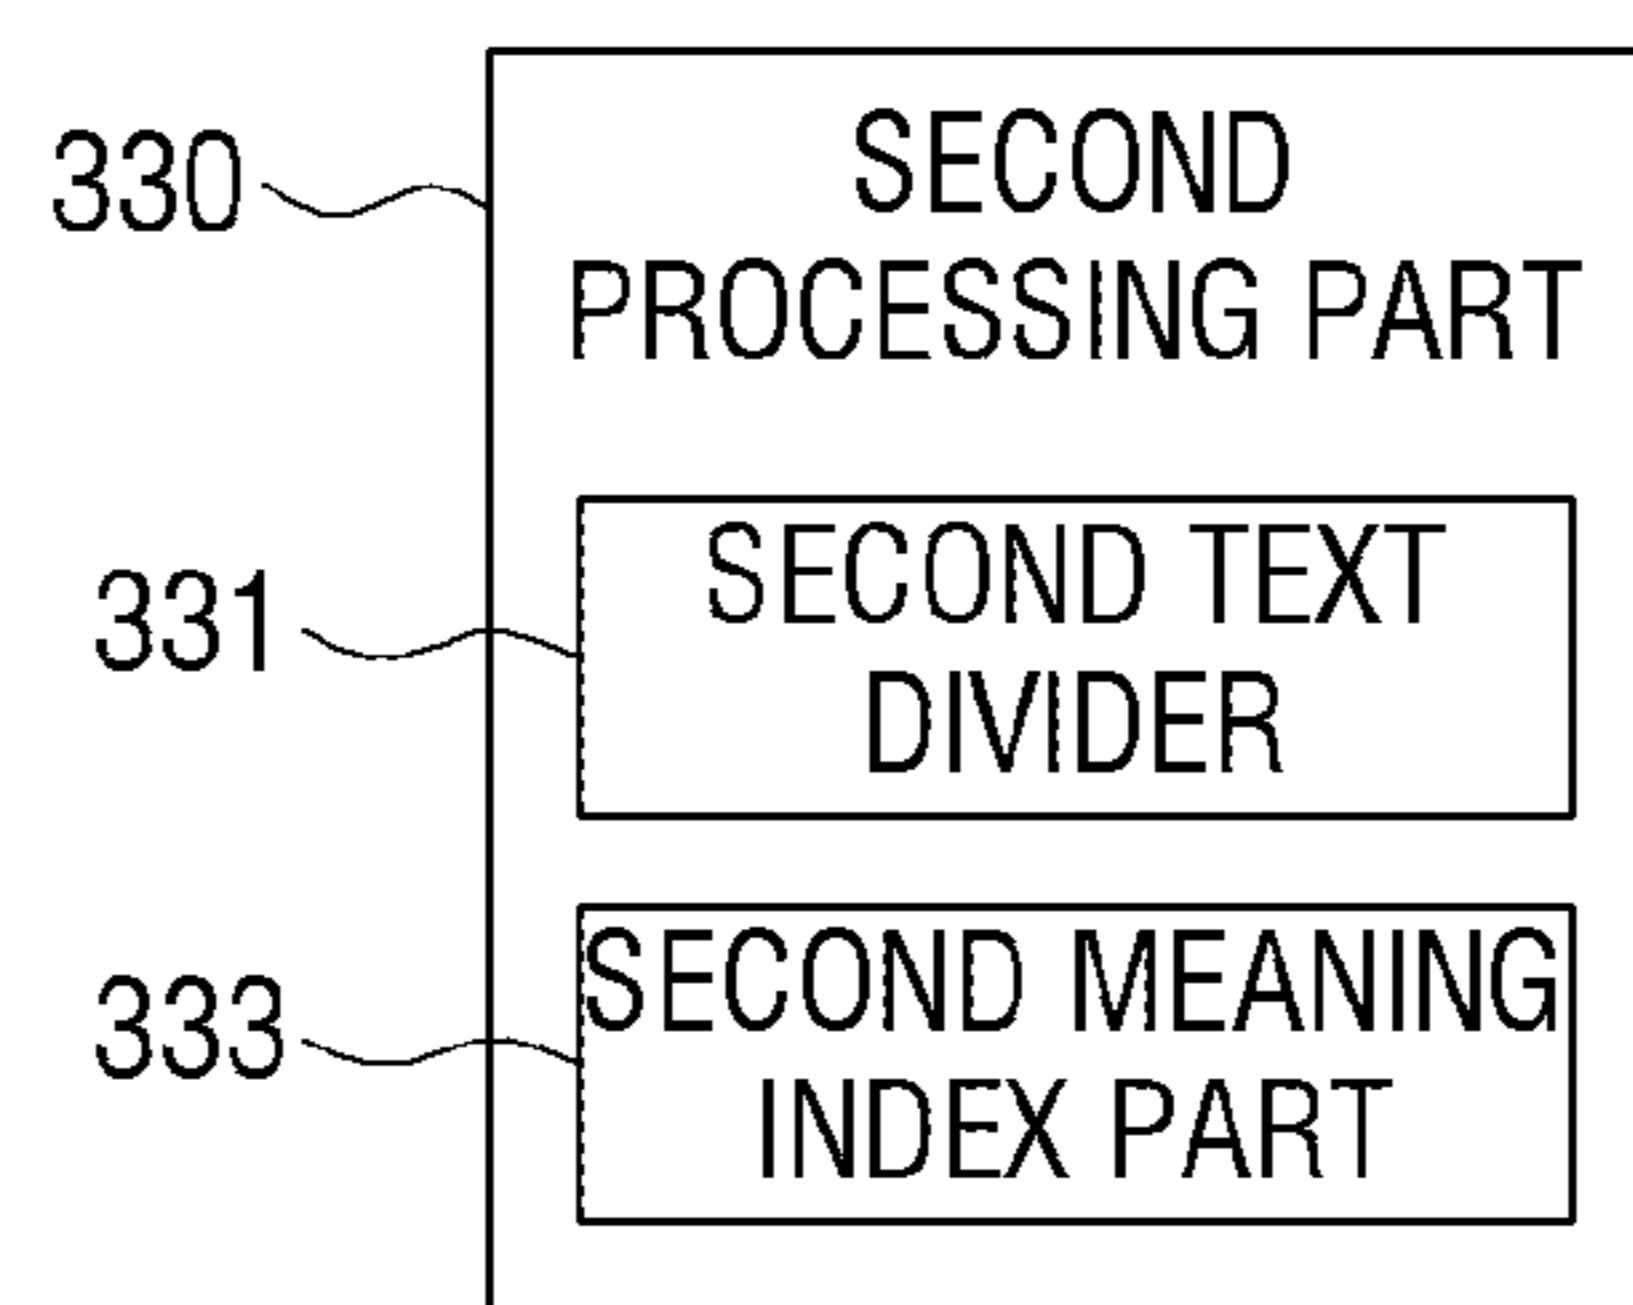 330
SECOND
PROCESSING PART
331
SECOND TEXT
DIVIDER
333
SECOND MEANING
INDEX PART